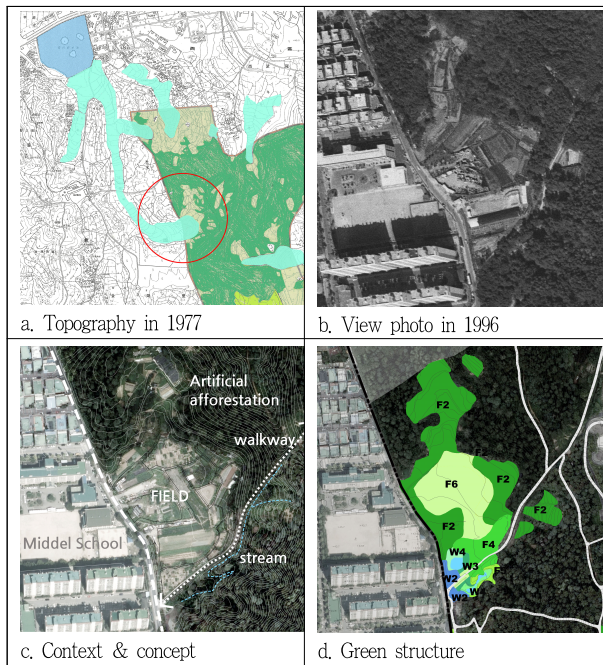 a. Topography in 1977
b. View photo in 1996
Artificial
afforestation
walkway
FIELD
Middel School
stream
c. Context & concept
F2
F6
F2
F2
F2
F4
W4
W3
W2
W2
d. Green structure